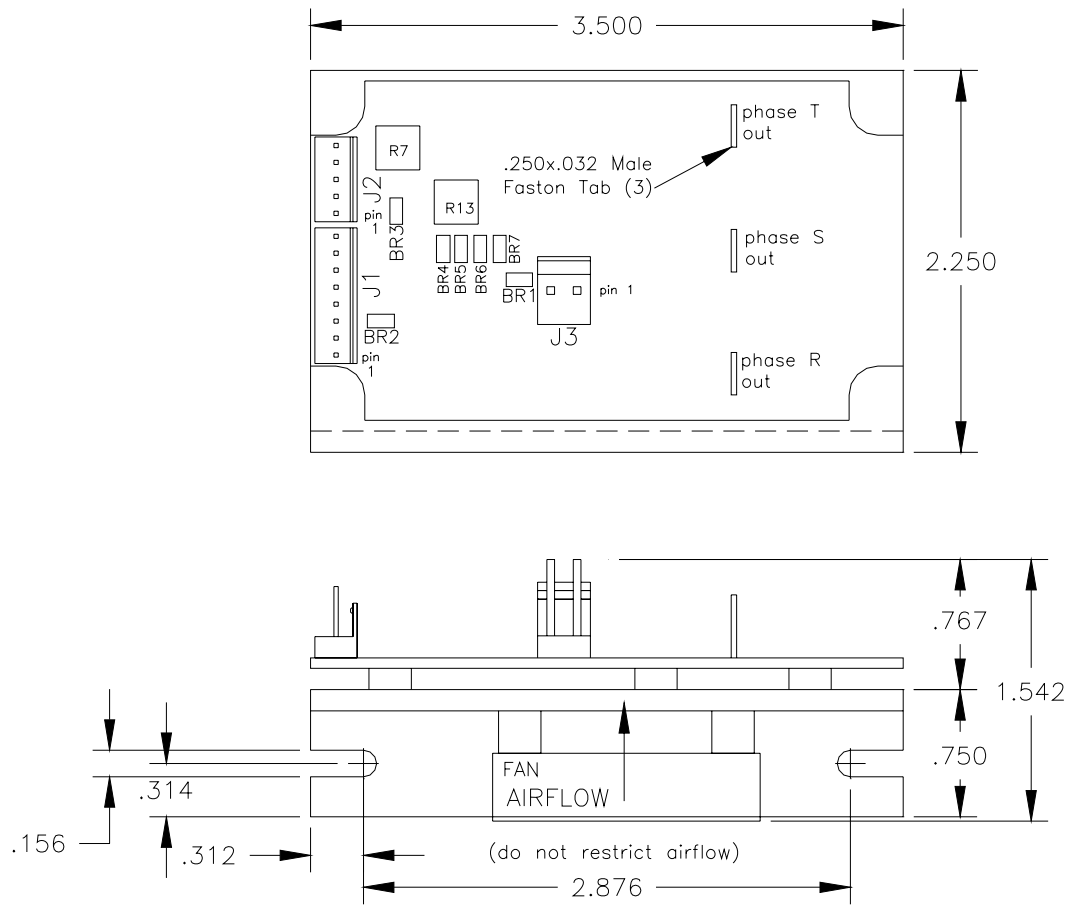 3.500
phase T
out
R7
.250x.032 Male
Faston Tab (3)
J2
R13
pin
1
BR3
phase S
out
2.250
BR4
BR5
BR6
BR7
J1
BR1
pin 1
BR2
J3
pin
1
phase R
out
.767
1.542
.750
FAN
AIRFLOW
.314
.156
.312
(do not restrict airflow)
2.876